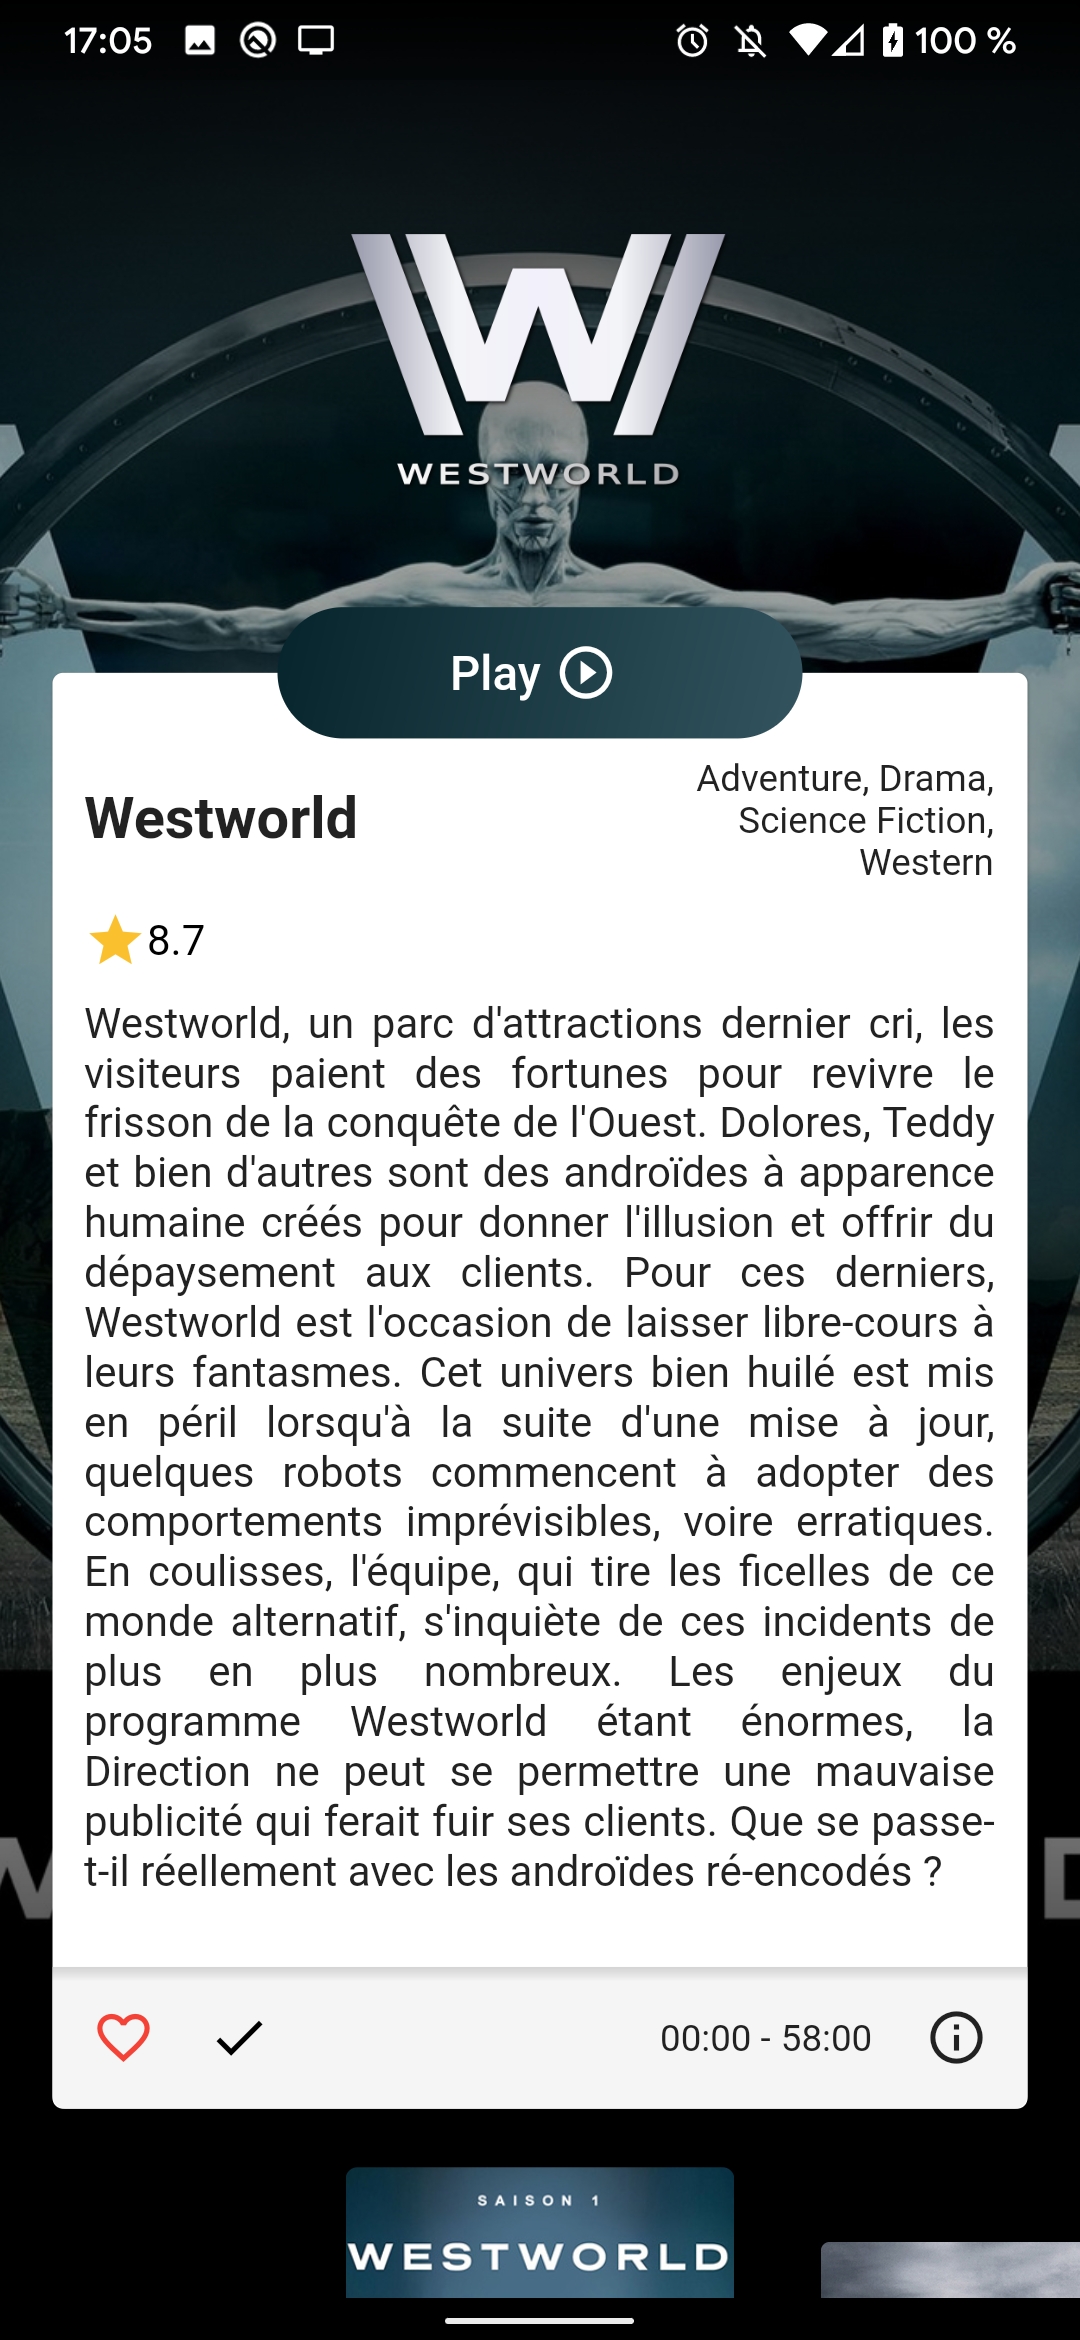 17:05
100 %
W
WESTWORLD
Play
Westworld
Adventure, Drama,
Science Fiction,
Western
8.7
Westworld, un parc d'attractions dernier cri, les
visiteurs paient des fortunes pour revivre le
frisson de la conquête de l'Ouest. Dolores, Teddy
et bien d'autres sont des androïdes à apparence
humaine créés pour donner l'illusion et offrir du
dépaysement aux clients. Pour ces derniers,
Westworld est l'occasion de laisser libre-cours à
leurs fantasmes. Cet univers bien huilé est mis
en péril lorsqu'à la suite d'une mise à jour,
quelques robots commencent à adopter des
comportements imprévisibles, voire erratiques.
En coulisses, l'équipe, qui tire les ficelles de ce
monde alternatif, s'inquiète de ces incidents de
plus en plus nombreux. Les enjeux du
programme Westworld étant énormes, la
Direction ne peut se permettre une mauvaise
publicité qui ferait fuir ses clients. Que se passe-
t-il réellement avec les androïdes ré-encodés ?
00:00 - 58:00
SAISON 1
WESTWORLD